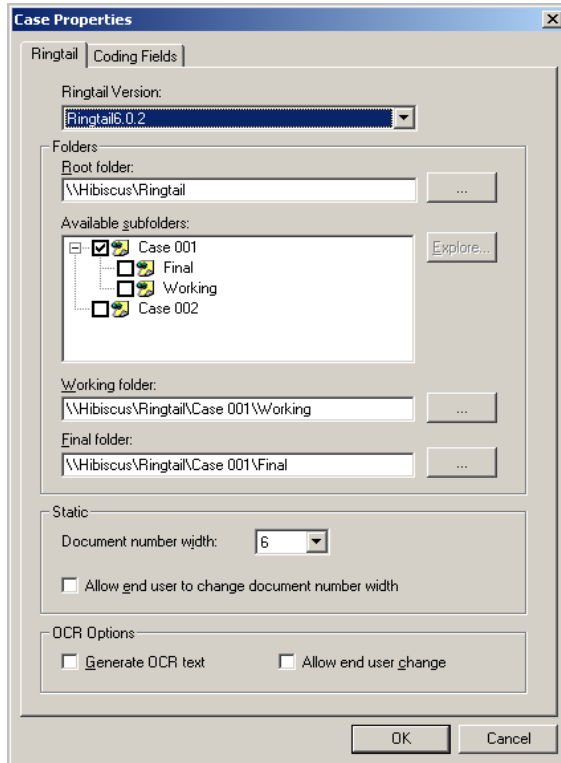 Case Properties
Ringtail Coding Fields
Ringtail Version:
Ringtail6.0.2
Folders
Root folder:
\\Hibiscus\Ringtail
...
Available subfolders:
Case 001
Explore...
Final
Working
Case 002
Working folder:
\\Hibiscus\Ringtail\Case 001\Working
...
Final folder:
\\Hibiscus\Ringtail\Case 001\Final
...
Static
Document number width: 6
Allow end user to change document number width
OCR Options
Generate OCR text Allow end user change
OK Cancel